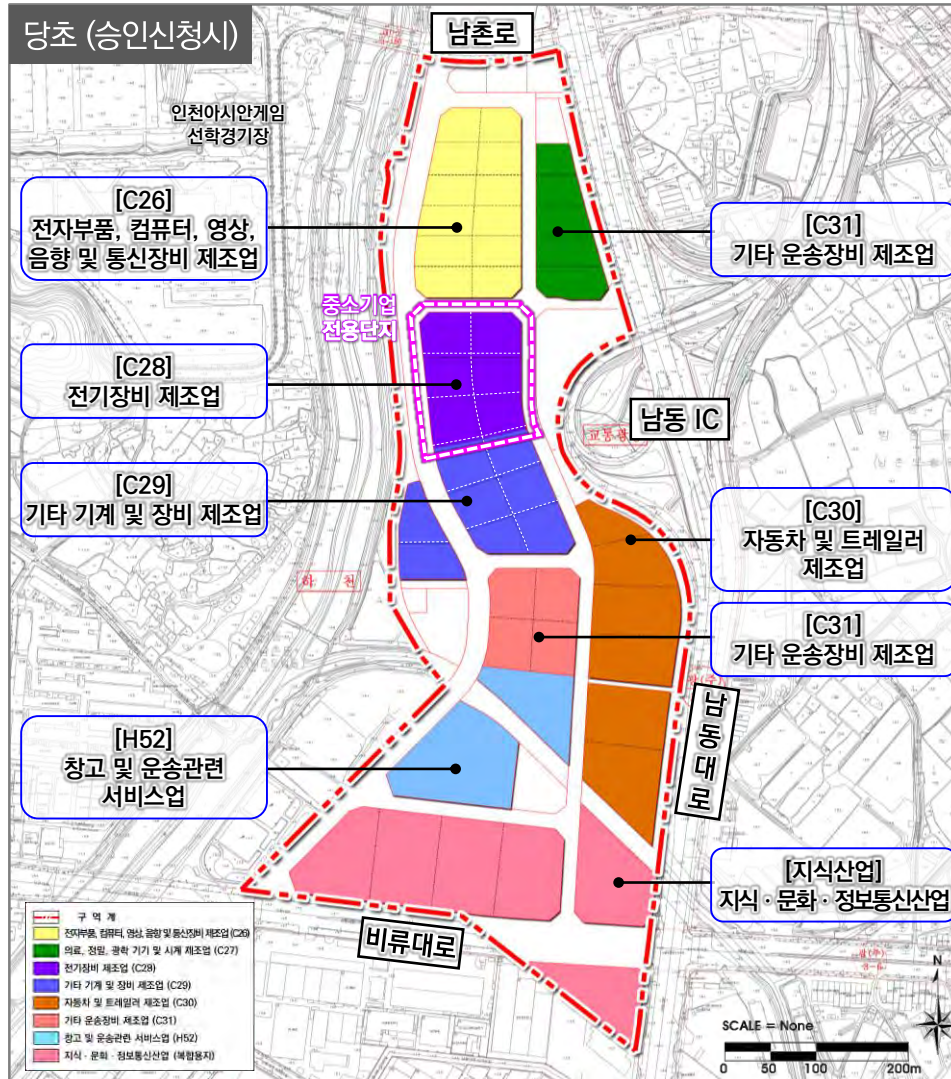 당초 (승인신청시)
남촌로
인천아시안게임
선학경기장
[C26]
전자부품, 컴퓨터, 영상,
음향 및 통신장비 제조업
[C31]
기타 운송장비 제조업
중소기업
전용단지
[C28]
전기장비 제조업
남동 IC
교통광
[C29]
기타 기계 및 장비 제조업
[C30]
자동차 및 트레일러
제조업
하 천
[C31]
기타 운송장비 제조업
남동대로
[H52]
창고 및 운송관련
서비스업
[지식산업]
지식 · 문화 · 정보통신산업
비류대로
구 역 계
전자부품, 컴퓨터, 영상, 음향 및 통신장비 제조업(C26)
의료, 정밀, 광학 기기 및 시계 제조업 (C27)
전기장비 제조업 (C28)
기타 기계 및 장비 제조업 (C29)
자동차 및 트레일러 제조업 (C30)
기타 운송장비 제조업 (C31)
창고 및 운송관련 서비스업 (H52)
지식 · 문화 · 정보통신산업 (복합용지)
N
SCALE = None
0 50 100 200m